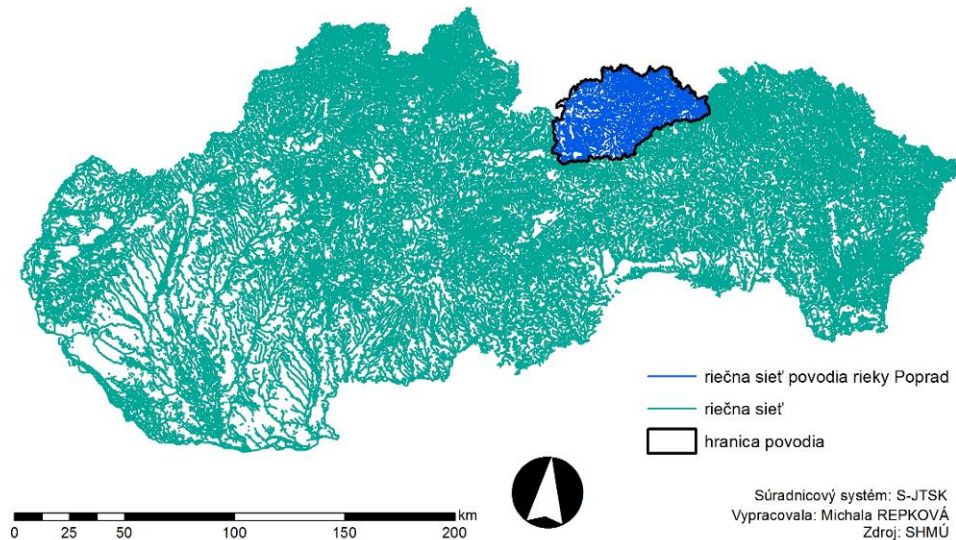 riečna sieť povodia rieky Poprad
riečna sieť
hranica povodia
km
0 25 50 100 150 200
Súradnicový systém: S-JTSK
Vypracovala: Michala REPKOVÁ
Zdroj: SHMÚ